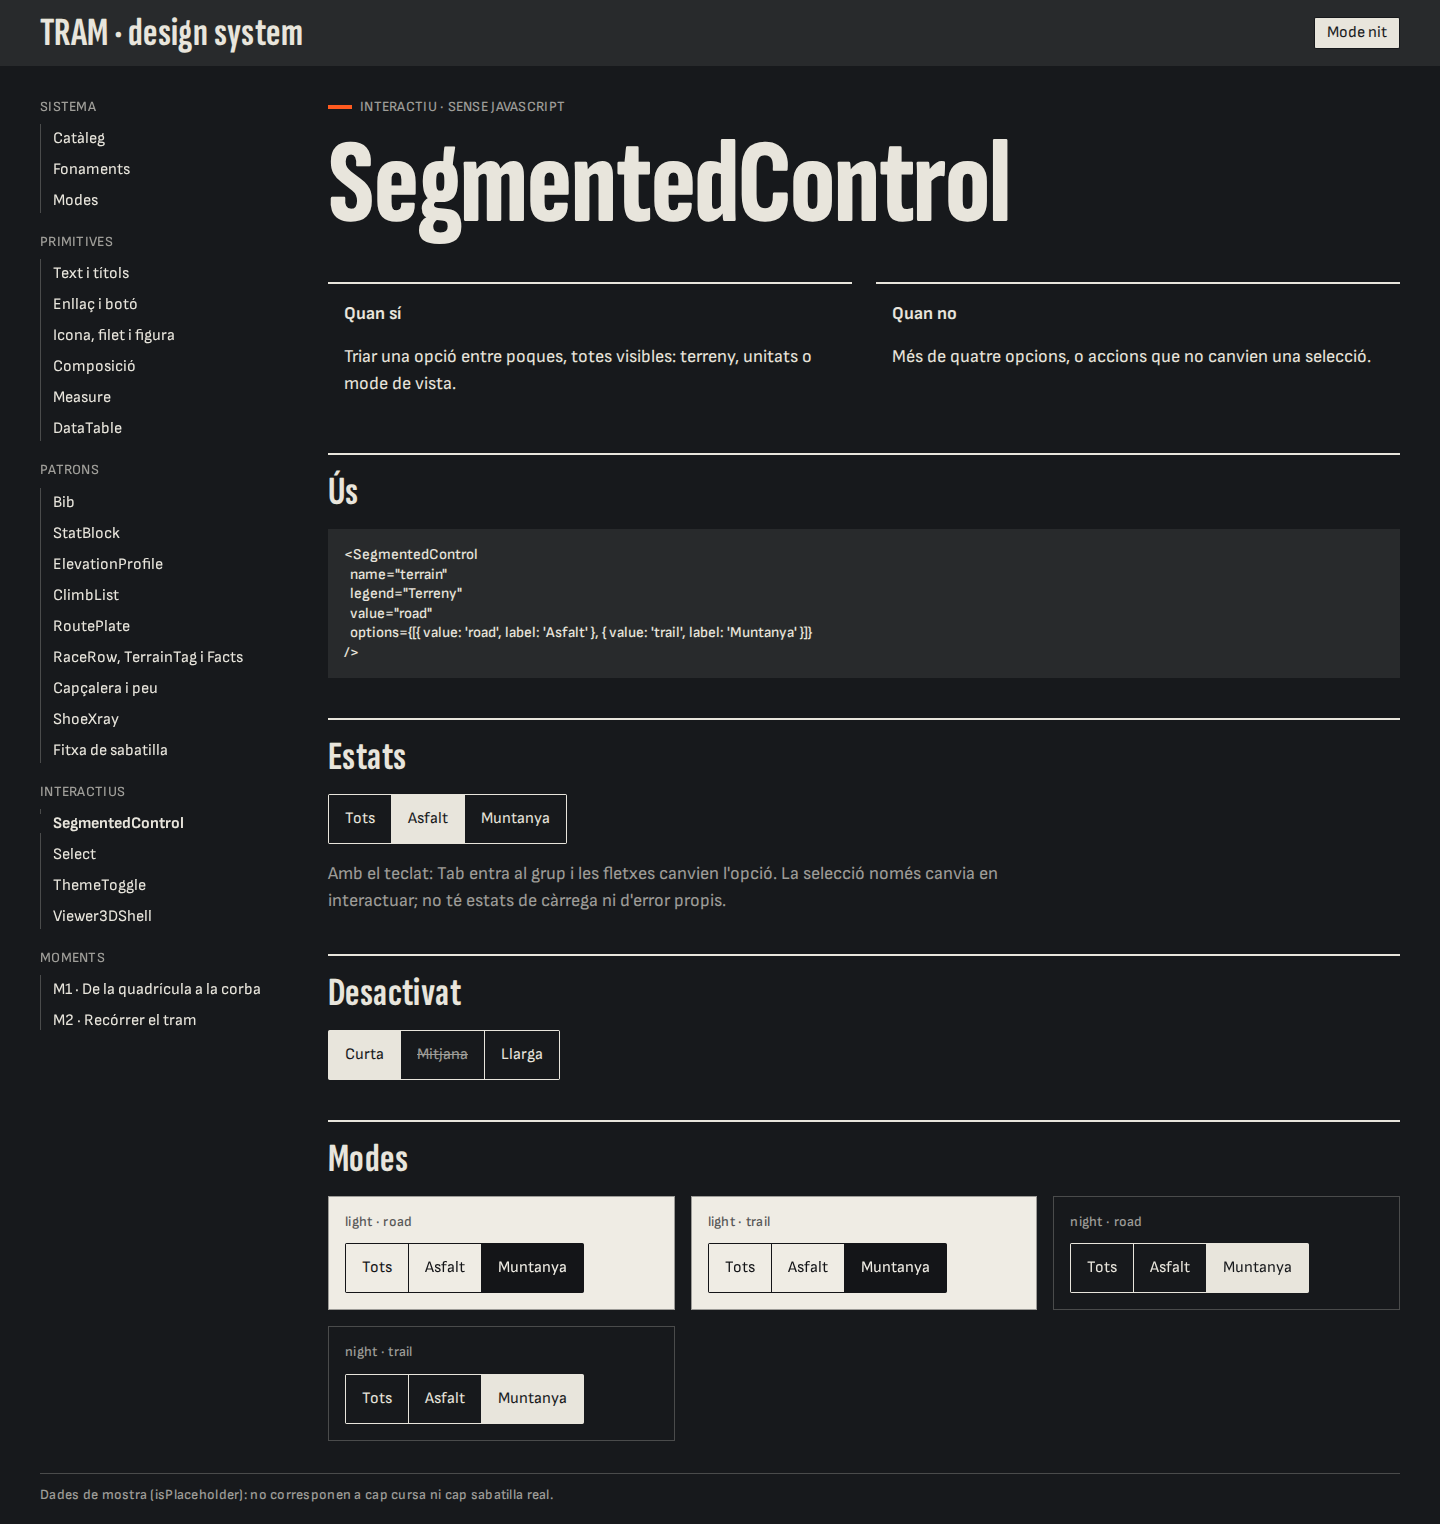 TRAM · design system
Mode nit
SISTEMA
Catàleg
Fonaments
Modes
PRIMITIVES
Text i títols
Enllaç i botó
Icona, filet i figura
Composició
Measure
DataTable
PATRONS
Bib
StatBlock
ElevationProfile
ClimbList
RoutePlate
RaceRow, TerrainTag i Facts
Capçalera i peu
ShoeXray
Fitxa de sabatilla
INTERACTIUS
SegmentedControl
Select
ThemeToggle
Viewer3DShell
MOMENTS
M1 · De la quadrícula a la corba
M2 · Recórrer el tram
INTERACTIU · SENSE JAVASCRIPT
SegmentedControl
Quan sí
Triar una opció entre poques, totes visibles: terreny, unitats o
mode de vista.
Quan no
Més de quatre opcions, o accions que no canvien una selecció.
Ús
<SegmentedControl
name="terrain"
legend="Terreny"
value="road"
options={[{ value: 'road', label: 'Asfalt' }, { value: 'trail', label: 'Muntanya' }]}
/>
Estats
Tots Asfalt Muntanya
Amb el teclat: Tab entra al grup i les fletxes canvien l'opció. La selecció només canvia en
interactuar; no té estats de càrrega ni d'error propis.
Desactivat
Curta Mitjana Llarga
Modes
light · road
Tots Asfalt Muntanya
light · trail
Tots Asfalt Muntanya
night · road
Tots Asfalt Muntanya
night · trail
Tots Asfalt Muntanya
Dades de mostra (isPlaceholder): no corresponen a cap cursa ni cap sabatilla real.